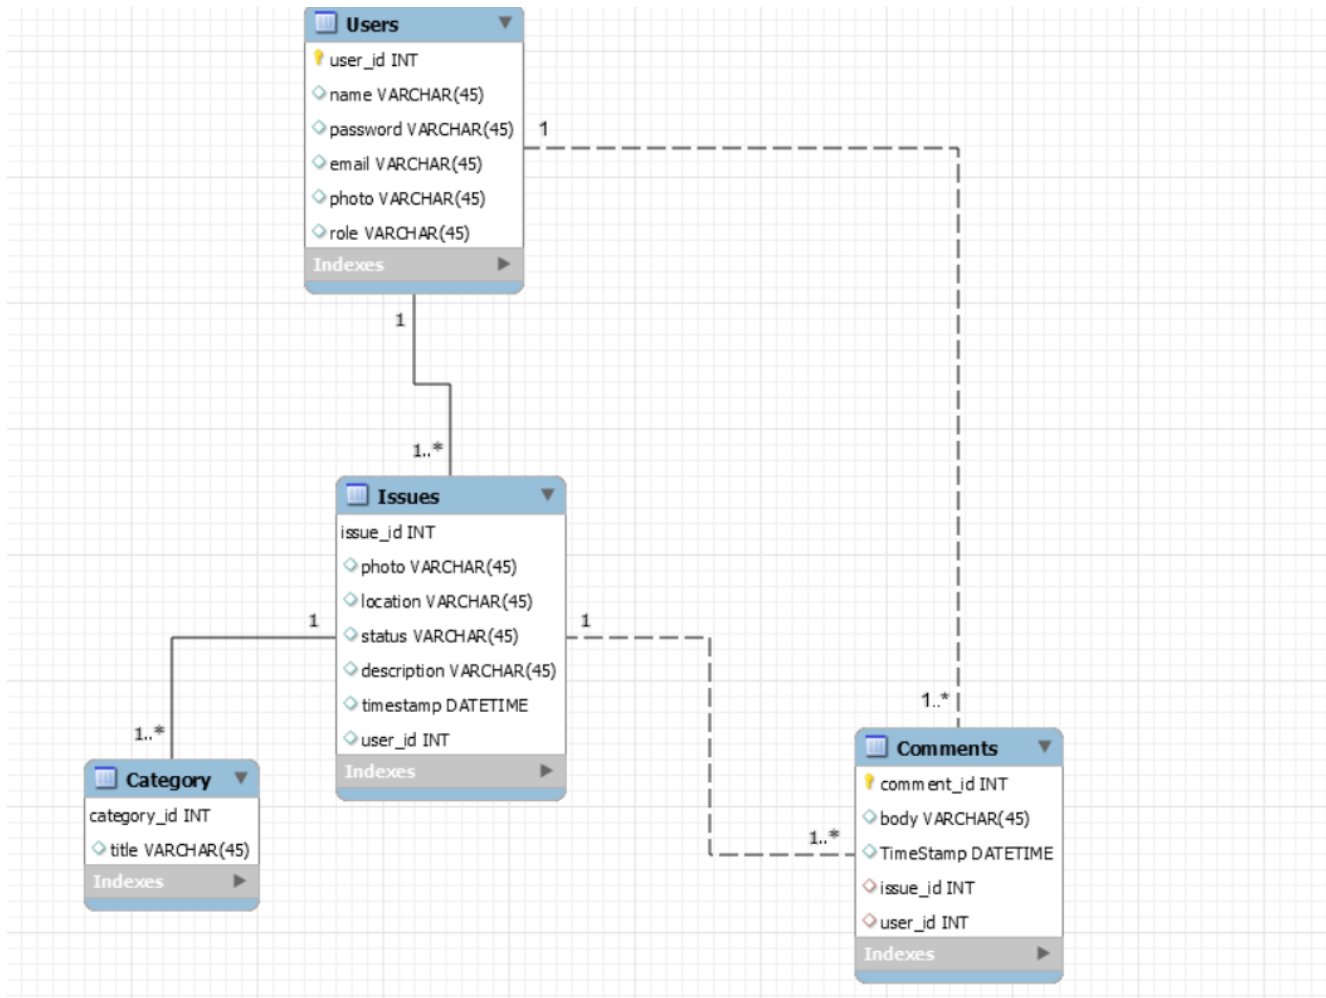 Users
user_id INT
name VARCHAR(45)
password VARCHAR(45)
email VARCHAR(45)
photo VARCHAR(45)
role VARCHAR(45)
Indexes
1
1
1..*
Issues
issue_id INT
photo VARCHAR(45)
location VARCHAR(45)
status VARCHAR(45)
description VARCHAR(45)
timestamp DATETIME
user_id INT
Indexes
1
1..*
Category
category_id INT
title VARCHAR(45)
Indexes
1
1..*
1..*
Comments
comment_id INT
body VARCHAR(45)
TimeStamp DATETIME
issue_id INT
user_id INT
Indexes